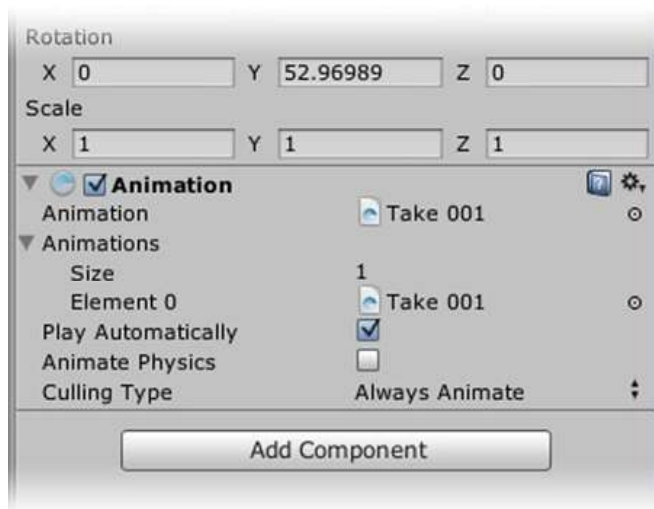 Rotation
X 0 Y 52.96989 Z 0
Scale
X 1 Y 1 Z 1
Animation
Animation Take 001
Animations
Size 1
Element 0 Take 001
Play Automatically
Animate Physics
Culling Type Always Animate
Add Component